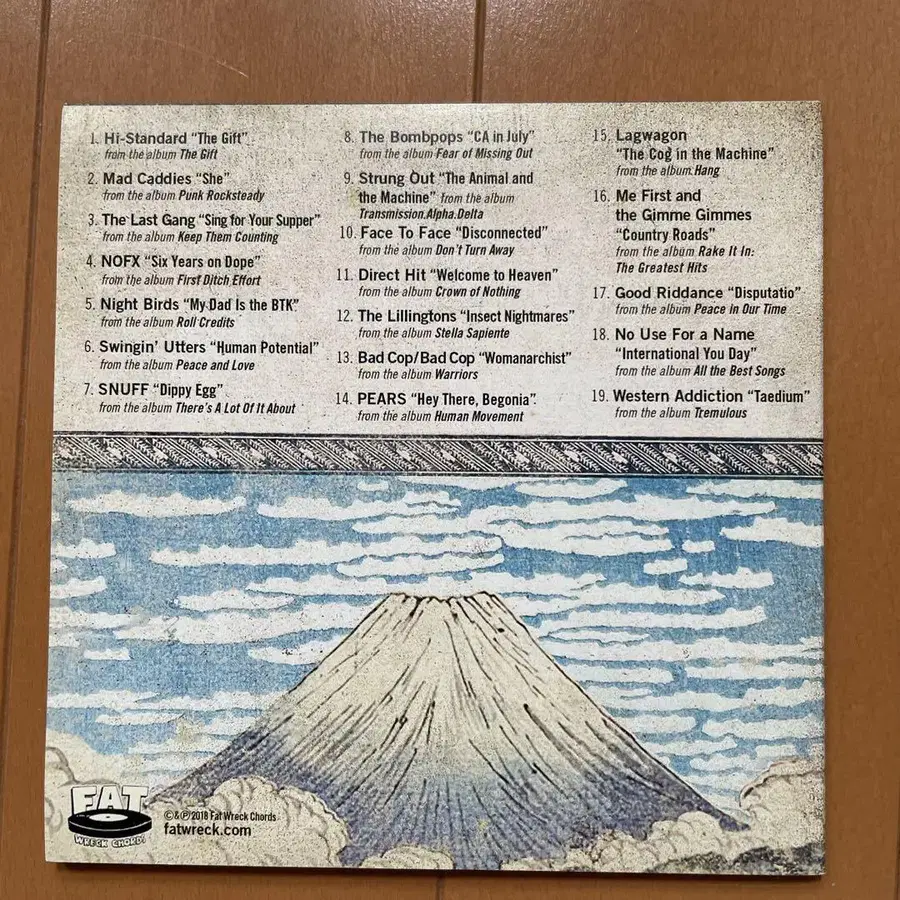 1. Hi-Standard “The Gift”
from the album The Gift
2. Mad Caddies “She”
from the album Punk Rocksteady
3. The Last Gang “Sing for Your Supper”
from the album Keep Them Counting
4. NOFX “Six Years on Dope”
from the album First Ditch Effort
5. Night Birds “My Dad Is the BTK”
from the album Roll Credits
6. Swingin’ Utters “Human Potential”
from the album Peace and Love
7. SNUFF “Dippy Egg”
from the album There’s A Lot Of It About
8. The Bombpops “CA in July”
from the album Fear of Missing Out
9. Strung Out “The Animal and
the Machine” from the album
Transmission.Alpha.Delta
10. Face To Face “Disconnected”
from the album Don’t Turn Away
11. Direct Hit “Welcome to Heaven”
from the album Crown of Nothing
12. The Lillingtons “Insect Nightmares”
from the album Stella Sapiente
13. Bad Cop/Bad Cop “Womanarchist”
from the album Warriors
14. PEARS “Hey There, Begonia”
from the album Human Movement
15. Lagwagon
“The Cog in the Machine”
from the album Hang
16. Me First and
the Gimme Gimmes
“Country Roads”
from the album Rake It In:
The Greatest Hits
17. Good Riddance “Disputatio”
from the album Peace In Our Time
18. No Use For a Name
“International You Day”
from the album All the Best Songs
19. Western Addiction “Taedium”
from the album Tremulous
FAT
WRECK CHORDS
©&℗2018 Fat Wreck Chords
fatwreck.com